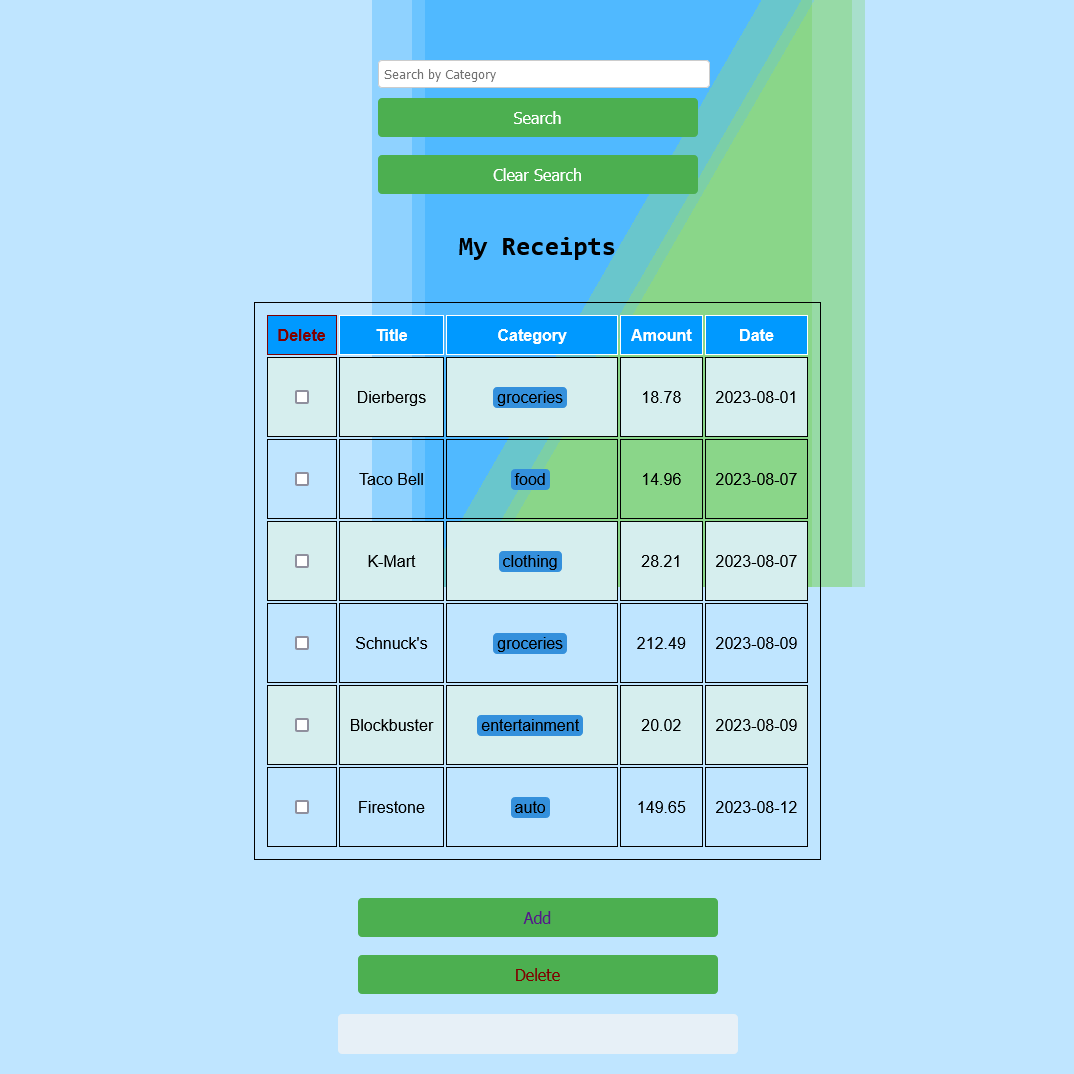 Search by Category
Search
Clear Search
My Receipts
Delete Title Category Amount Date
Dierbergs groceries 18.78 2023-08-01
Taco Bell food 14.96 2023-08-07
K-Mart clothing 28.21 2023-08-07
Schnuck's groceries 212.49 2023-08-09
Blockbuster entertainment 20.02 2023-08-09
Firestone auto 149.65 2023-08-12
Add
Delete